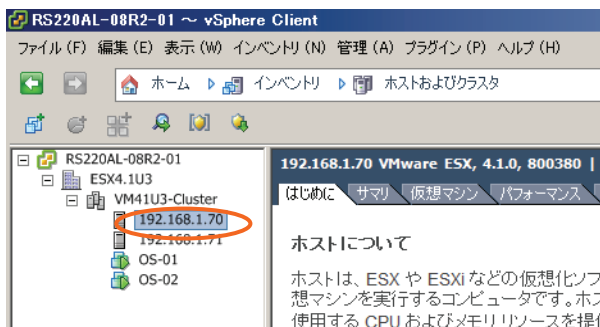 RS220AL-08R2-01 ～ vSphere Client
ファイル(F) 編集(E) 表示(W) インベントリ(N) 管理(A) プラグイン(P) ヘルプ(H)
ホーム インベントリ ホストおよびクラスタ
RS220AL-08R2-01
ESX4.1U3
VM41U3-Cluster
192.168.1.70
192.168.1.71
OS-01
OS-02
192.168.1.70 VMware ESX, 4.1.0, 800380 |
はじめに サマリ 仮想マシン パフォーマンス
ホストについて
ホストは、ESX や ESXi などの仮想化ソフ
想マシンを実行するコンピュータです。ホス
使用する CPU およびメモリ リソースを提供